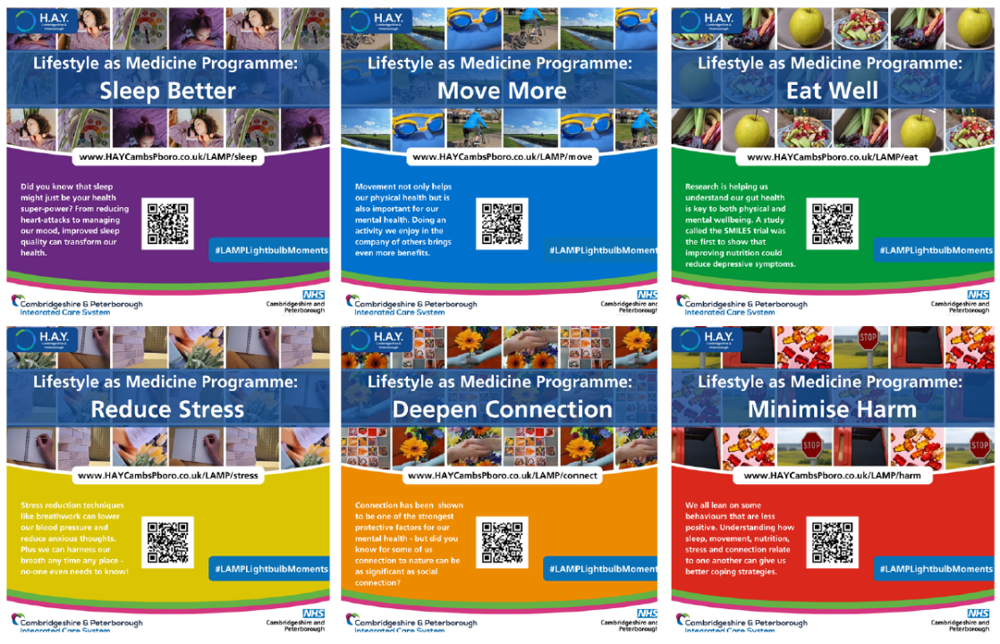 H.A.Y.
Cambridgeshire &
Peterborough
Lifestyle as Medicine Programme:
Sleep Better
www.HAYCambsPboro.co.uk/LAMP/sleep
Did you know that sleep
might just be your health
super-power? From reducing
heart-attacks to managing
our mood, improved sleep
quality can transform our
health.
#LAMPLightbulbMoments
Cambridgeshire & Peterborough
Integrated Care System
NHS
Cambridgeshire and
Peterborough
H.A.Y.
Cambridgeshire &
Peterborough
Lifestyle as Medicine Programme:
Move More
www.HAYCambsPboro.co.uk/LAMP/move
Movement not only helps
our physical health but is
also important for our
mental health. Doing an
activity we enjoy in the
company of others brings
even more benefits.
#LAMPLightbulbMoment
Cambridgeshire & Peterborough
Integrated Care System
NHS
Cambridgeshire and
Peterborough
H.A.Y.
Cambridgeshire &
Peterborough
Lifestyle as Medicine Programme:
Eat Well
www.HAYCambsPboro.co.uk/LAMP/eat
Research is helping us
understand our gut health
is key to both physical and
mental wellbeing. A study
called the SMILES trial was
the first to show that
improving nutrition could
reduce depressive symptoms.
#LAMPLightbulbMoments
Cambridgeshire & Peterborough
Integrated Care System
NHS
Cambridgeshire and
Peterborough
H.A.Y.
Cambridgeshire &
Peterborough
Lifestyle as Medicine Programme:
Reduce Stress
www.HAYCambsPboro.co.uk/LAMP/stress
Stress reduction techniques
like breathwork can lower
our blood pressure and
reduce anxious thoughts.
Plus we can harness our
breath any time any place -
no-one even needs to know!
#LAMPLightbulbMoments
Cambridgeshire & Peterborough
Integrated Care System
NHS
Cambridgeshire and
Peterborough
H.A.Y.
Cambridgeshire &
Peterborough
Lifestyle as Medicine Programme:
Deepen Connection
www.HAYCambsPboro.co.uk/LAMP/connect
Connection has been shown
to be one of the strongest
protective factors for our
mental health - but did you
know for some of us
connection to nature can be
as significant as social
connection?
#LAMPLightbulbMoment
Cambridgeshire & Peterborough
Integrated Care System
NHS
Cambridgeshire and
Peterborough
H.A.Y.
Cambridgeshire &
Peterborough
STOP
Lifestyle as Medicine Programme:
Minimise Harm
STOP
STOP
www.HAYCambsPboro.co.uk/LAMP/harm
We all lean on some
behaviours that are less
positive. Understanding how
sleep, movement, nutrition,
stress and connection relate
to one another can give us
better coping strategies.
#LAMPLightbulbMoments
Cambridgeshire & Peterborough
Integrated Care System
NHS
Cambridgeshire and
Peterborough